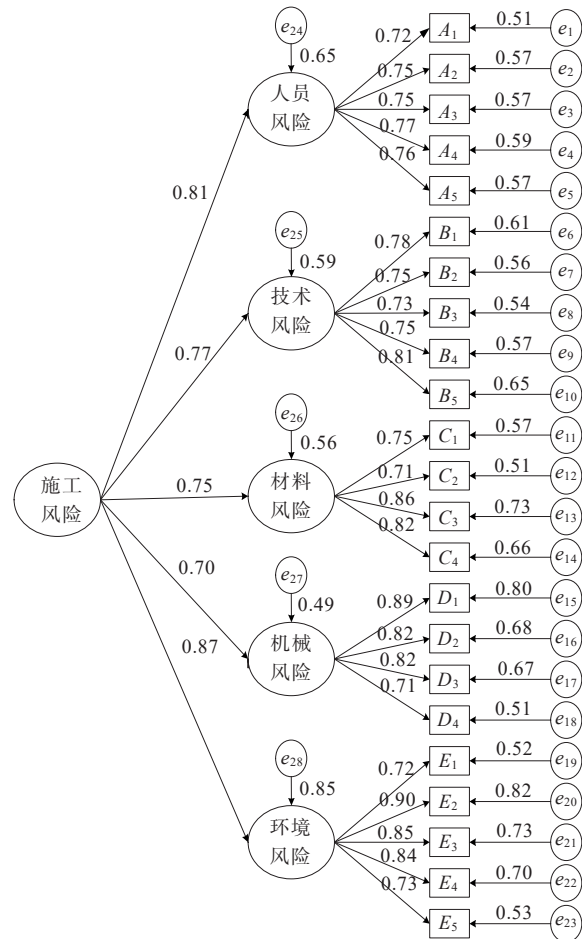 e24
0.65
人员
风险
0.72
0.75
0.75
0.77
0.76
A1
0.51
e1
A2
0.57
e2
A3
0.57
e3
A4
0.59
e4
A5
0.57
e5
0.81
e25
0.59
技术
风险
0.78
0.75
0.73
0.75
0.81
B1
0.61
e6
B2
0.56
e7
B3
0.54
e8
B4
0.57
e9
B5
0.65
e10
0.77
e26
0.56
材料
风险
0.75
0.71
0.86
0.82
C1
0.57
e11
C2
0.51
e12
C3
0.73
e13
C4
0.66
e14
施工
风险
0.75
0.70
e27
0.49
机械
风险
0.89
0.82
0.82
0.71
D1
0.80
e15
D2
0.68
e16
D3
0.67
e17
D4
0.51
e18
0.87
e28
0.85
环境
风险
0.72
0.90
0.85
0.84
0.73
E1
0.52
e19
E2
0.82
e20
E3
0.73
e21
E4
0.70
e22
E5
0.53
e23